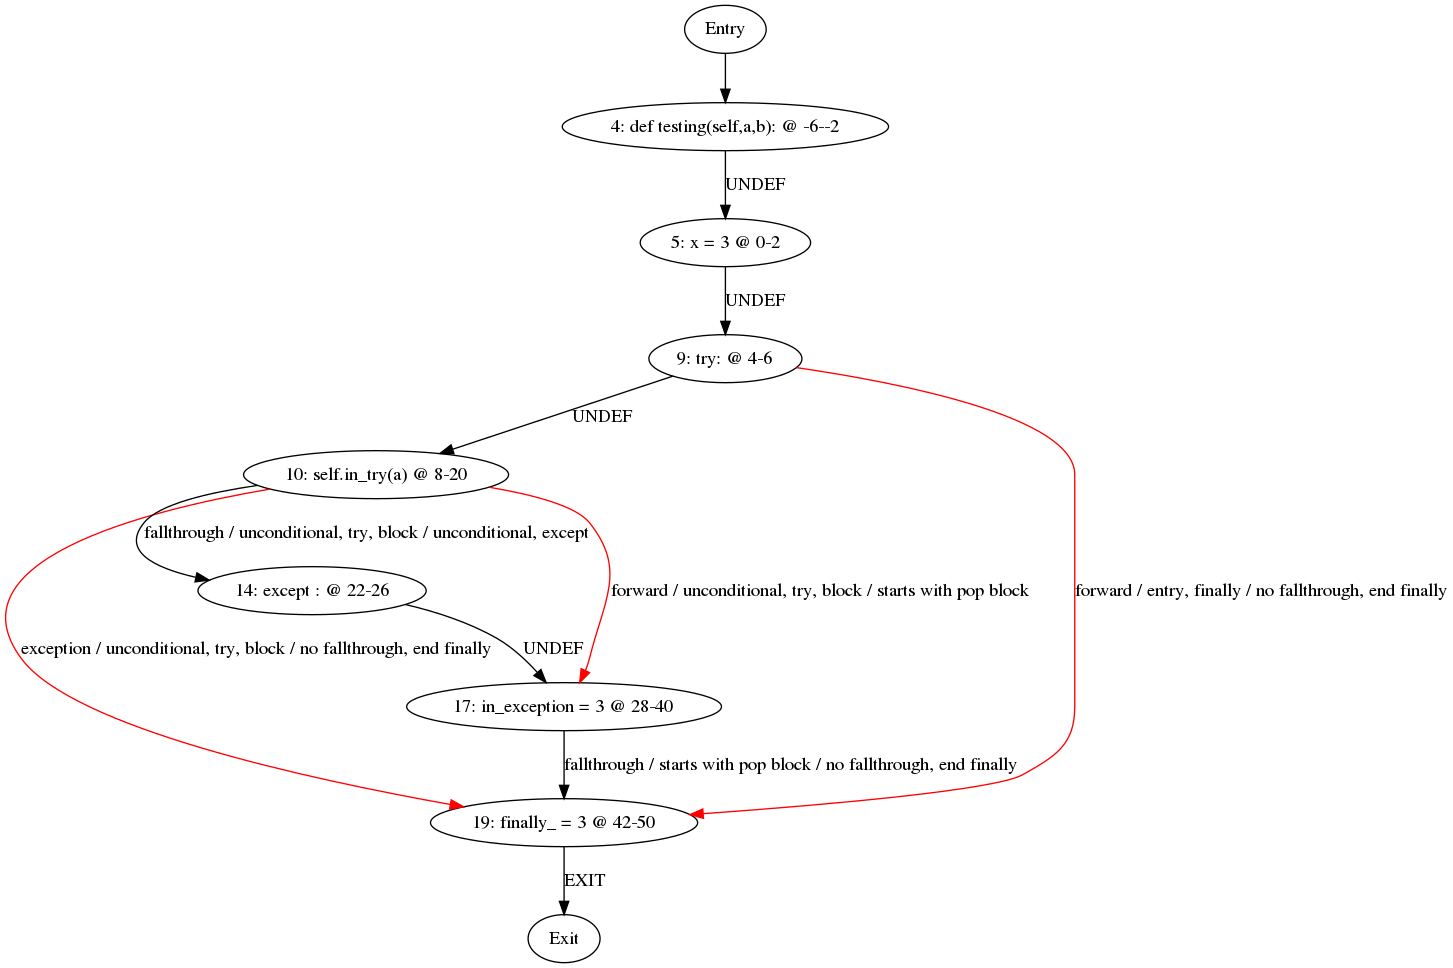 Entry
4: def testing(self,a,b): @ -6--2
UNDEF
5: x = 3 @ 0-2
UNDEF
9: try: @ 4-6
UNDEF
10: self.in_try(a) @ 8-20
fallthrough / unconditional, try, block / unconditional, except
14: except : @ 22-26
forward / unconditional, try, block / starts with pop block
forward / entry, finally / no fallthrough, end finally
exception / unconditional, try, block / no fallthrough, end finally
UNDEF
17: in_exception = 3 @ 28-40
fallthrough / starts with pop block / no fallthrough, end finally
19: finally_ = 3 @ 42-50
EXIT
Exit